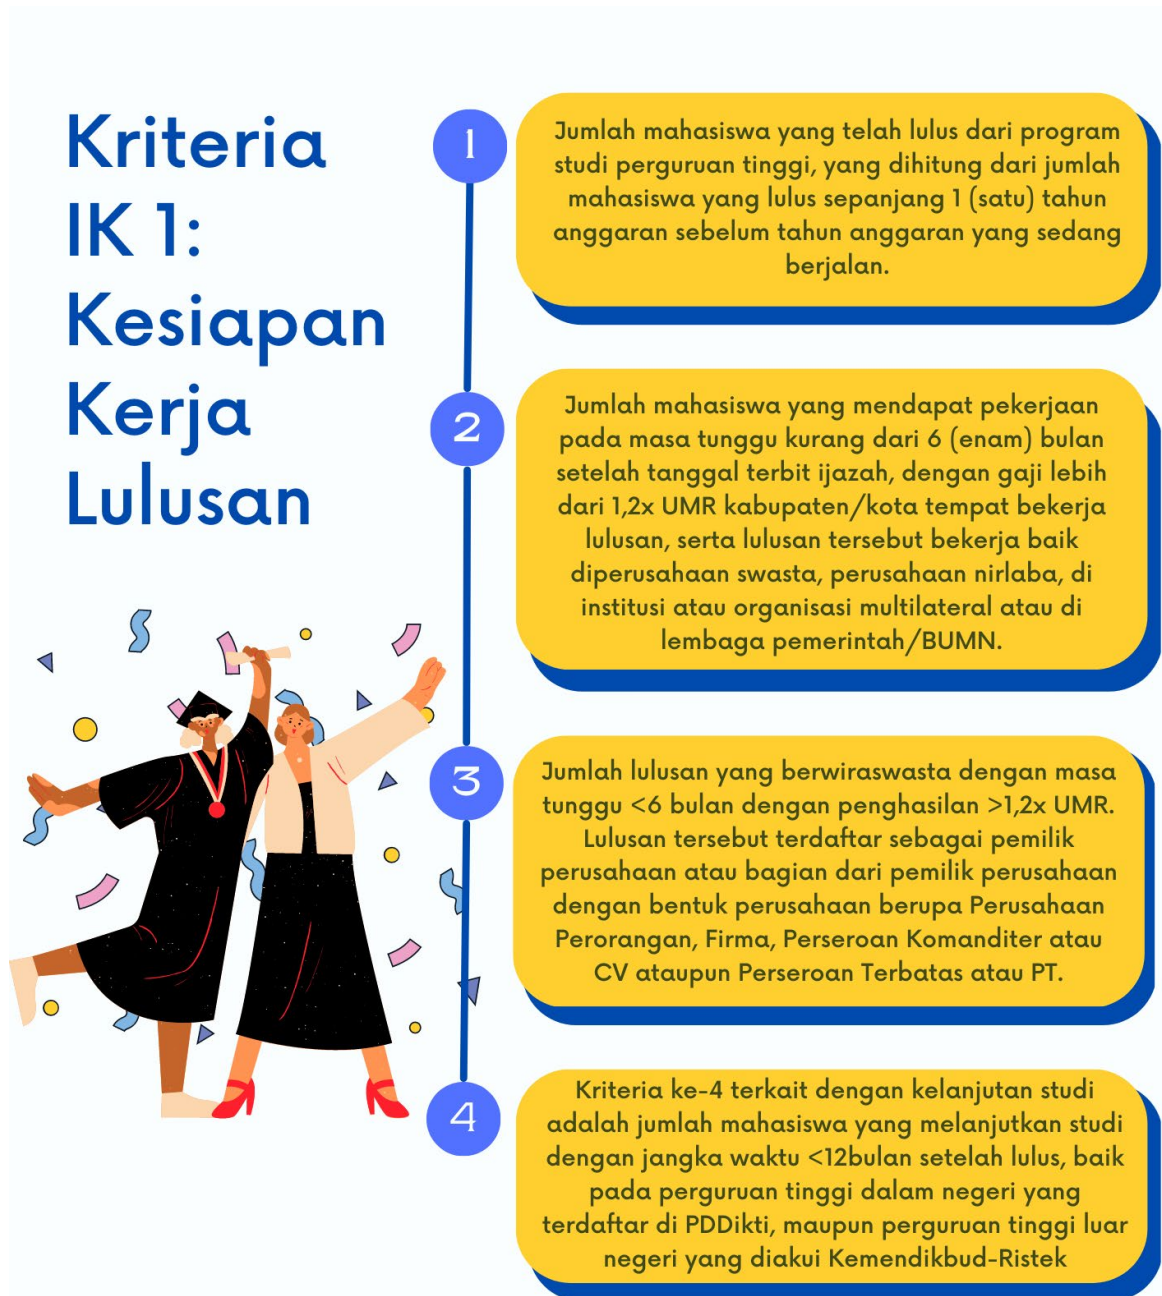 Kriteria
IK 1:
Kesiapan
Kerja
Lulusan
1
Jumlah mahasiswa yang telah lulus dari program
studi perguruan tinggi, yang dihitung dari jumlah
mahasiswa yang lulus sepanjang 1 (satu) tahun
anggaran sebelum tahun anggaran yang sedang
berjalan.
2
Jumlah mahasiswa yang mendapat pekerjaan
pada masa tunggu kurang dari 6 (enam) bulan
setelah tanggal terbit ijazah, dengan gaji lebih
dari 1,2x UMR kabupaten/kota tempat bekerja
lulusan, serta lulusan tersebut bekerja baik
diperusahaan swasta, perusahaan nirlaba, di
institusi atau organisasi multilateral atau di
lembaga pemerintah/BUMN.
3
Jumlah lulusan yang berwiraswasta dengan masa
tunggu <6 bulan dengan penghasilan >1,2x UMR.
Lulusan tersebut terdaftar sebagai pemilik
perusahaan atau bagian dari pemilik perusahaan
dengan bentuk perusahaan berupa Perusahaan
Perorangan, Firma, Perseroan Komanditer atau
CV ataupun Perseroan Terbatas atau PT.
4
Kriteria ke-4 terkait dengan kelanjutan studi
adalah jumlah mahasiswa yang melanjutkan studi
dengan jangka waktu <12bulan setelah lulus, baik
pada perguruan tinggi dalam negeri yang
terdaftar di PDDikti, maupun perguruan tinggi luar
negeri yang diakui Kemendikbud-Ristek